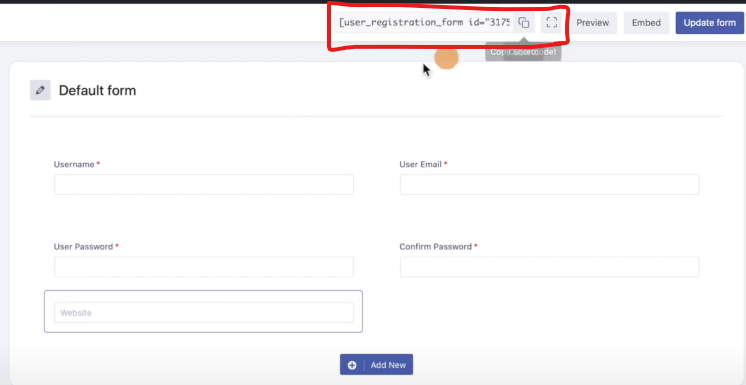 [user_registration_form id="3175
Preview
Embed
Update form
Default form
Username *
User Email *
User Password *
Confirm Password *
Website
Add New